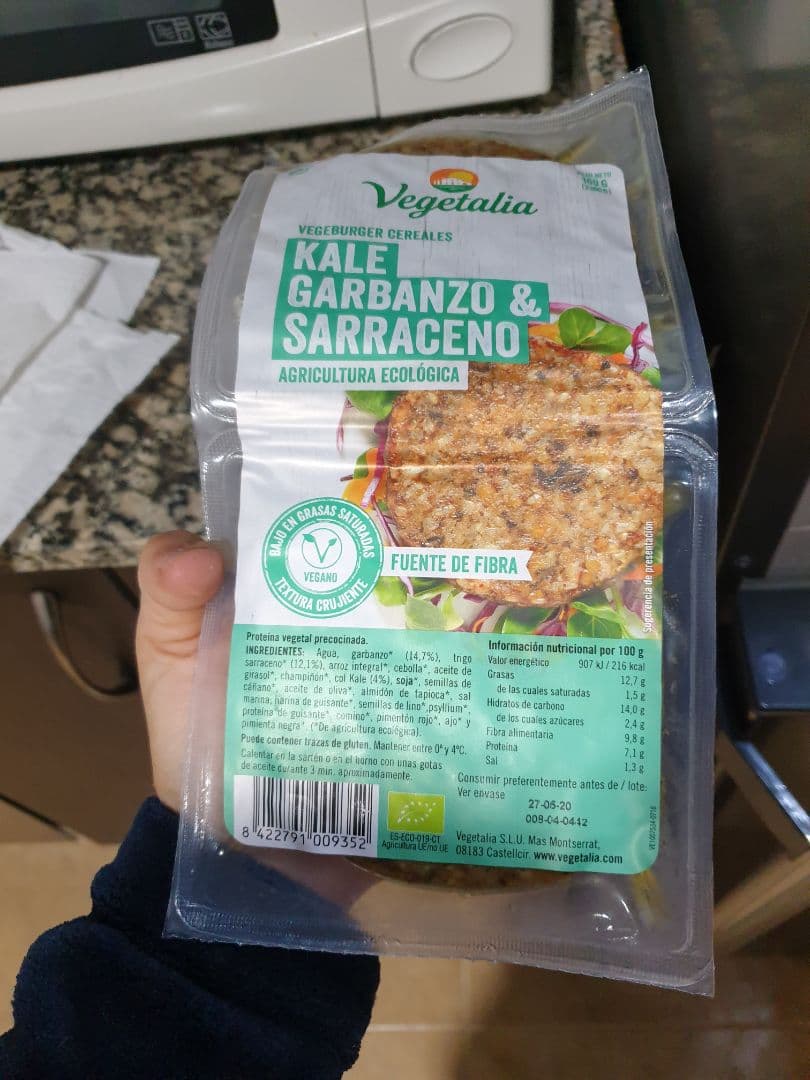 Vegetalia
VEGEBURGER CEREALES
KALE
GARBANZO &
SARRACENO
AGRICULTURA ECOLÓGICA
BAJO EN GRASAS SATURADAS
VEGANO
TEXTURA CRUJIENTE
FUENTE DE FIBRA
Sugerencia de presentación
Proteína vegetal precocinada.
INGREDIENTES: Agua, garbanzo* (14,7%), trigo
sarraceno* (12,1%), arroz integral*, cebolla*, aceite de
girasol*, champiñón*, col Kale (4%), soja*, semillas de
cáñamo*, aceite de oliva*, almidón de tapioca*, sal
marina, harina de guisante*, semillas de lino*,psyllium*,
proteína de guisante*, comino*, pimentón rojo*, ajo* y
pimienta negra*. (*De agricultura ecológica).
Puede contener trazas de gluten. Mantener entre 0º y 4ºC.
Calentar en la sartén o en el horno con unas gotas
de aceite durante 3 min. aproximadamente.
Información nutricional por 100 g
Valor energético 907 kJ / 216 kcal
Grasas 12,7 g
de las cuales saturadas 1,5 g
Hidratos de carbono 14,0 g
de los cuales azúcares 2,4 g
Fibra alimentaria 9,8 g
Proteína 7,1 g
Sal 1,3 g
Consumir preferentemente antes de / lote:
Ver envase
27-05-20
009-04-0442
8 422791 009352
ES-ECO-019-CT
Agricultura UE/no UE
Vegetalia S.L.U. Mas Montserrat,
08183 Castellcir. www.vegetalia.com